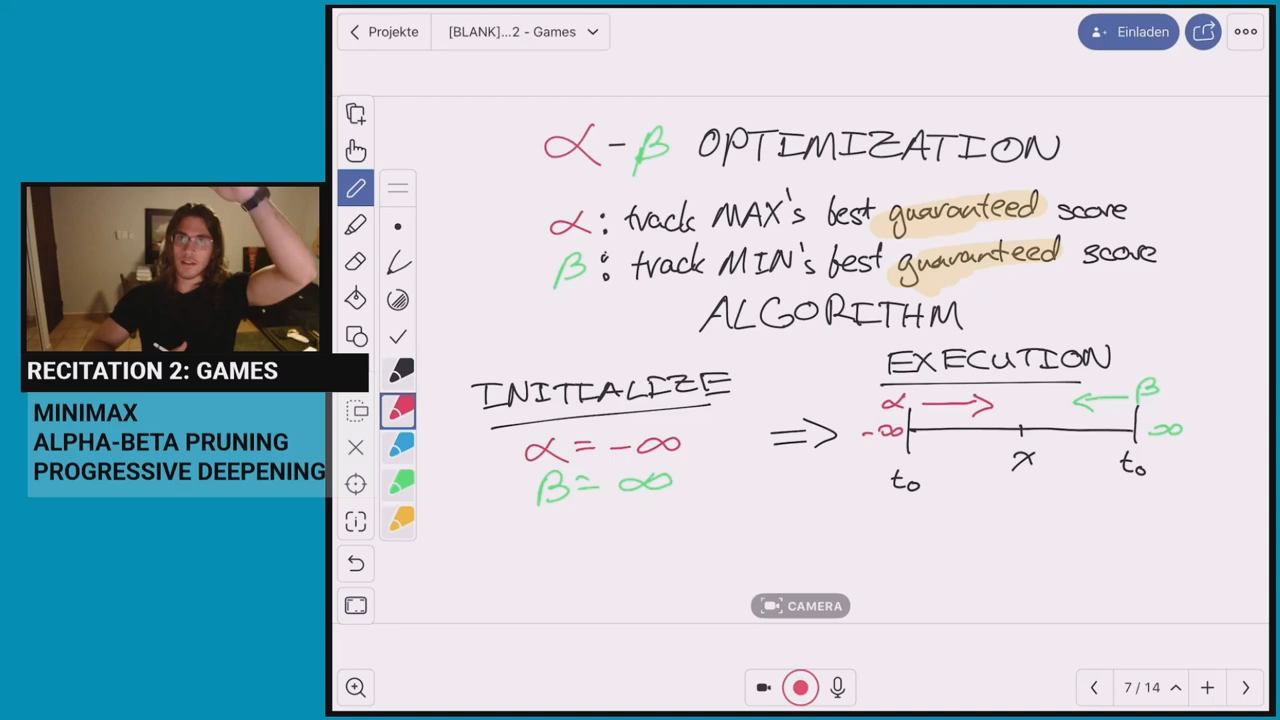 Projekte
[BLANK]...2 - Games
Einladen
α-β OPTIMIZATION
α: track MAX's best guaranteed score
β: track MIN's best guaranteed score
ALGORITHM
INITIALIZE
α = -∞
β = ∞
=>
EXECUTION
α → ← β
-∞ ∞
t₀ x t₀
RECITATION 2: GAMES
MINIMAX
ALPHA-BETA PRUNING
PROGRESSIVE DEEPENING
CAMERA
7 / 14